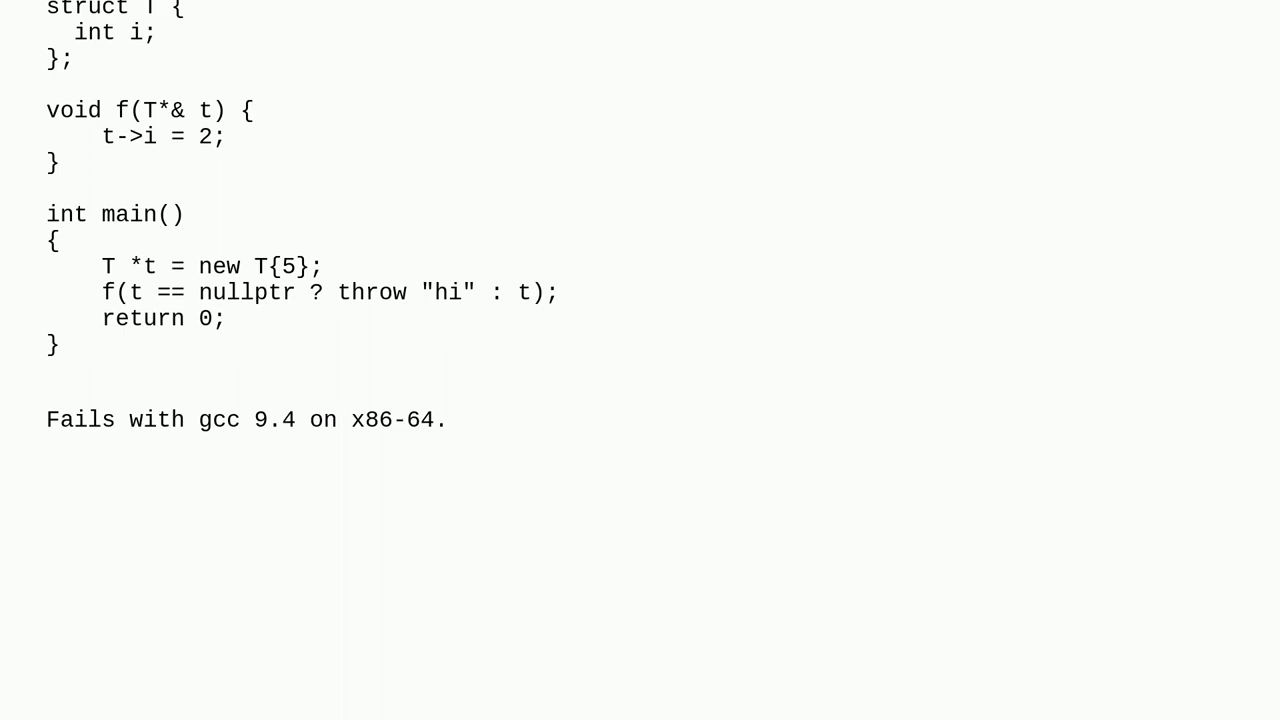 struct T {
  int i;
};

void f(T*& t) {
    t->i = 2;
}

int main()
{
    T *t = new T{5};
    f(t == nullptr ? throw "hi" : t);
    return 0;
}

Fails with gcc 9.4 on x86-64.